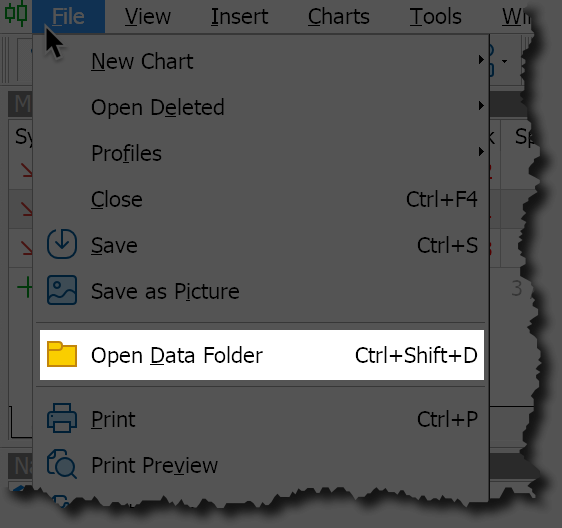 File View Insert Charts Tools
New Chart
Open Deleted
Profiles
Close Ctrl+F4
Save Ctrl+S
Save as Picture
3
Open Data Folder Ctrl+Shift+D
Print Ctrl+P
Print Preview